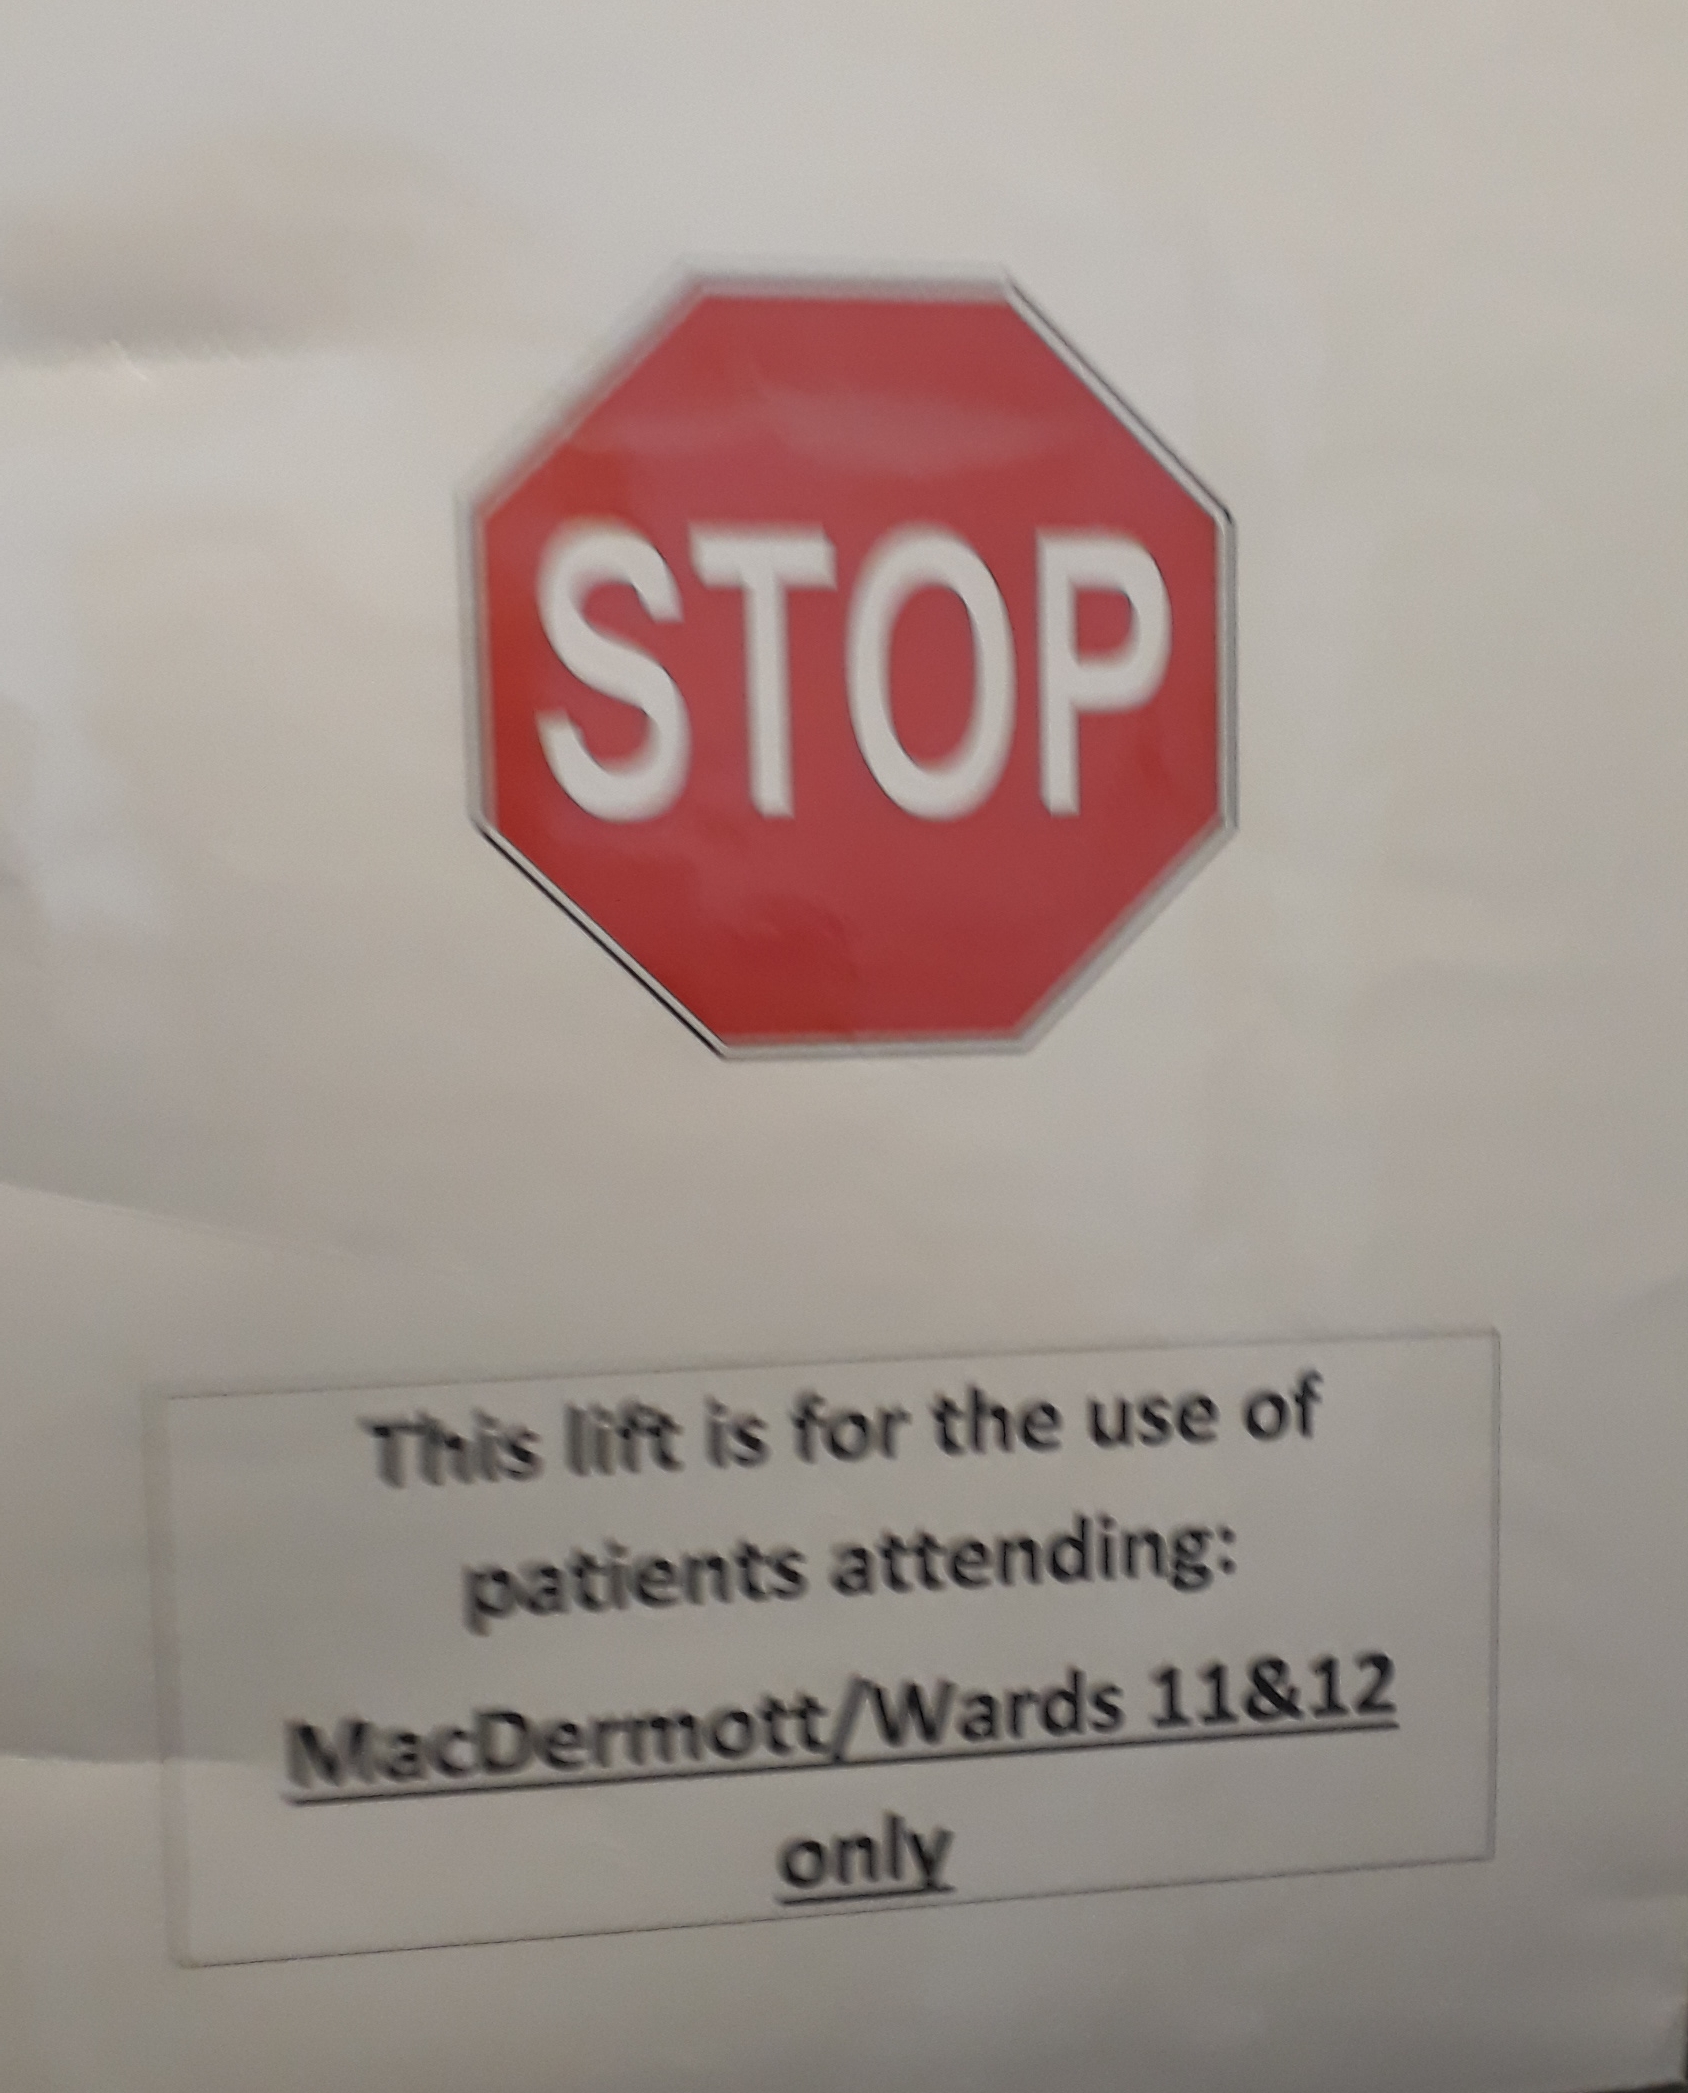 STOP
This lift is for the use of
patients attending:
MacDermott/Wards 11&12
only